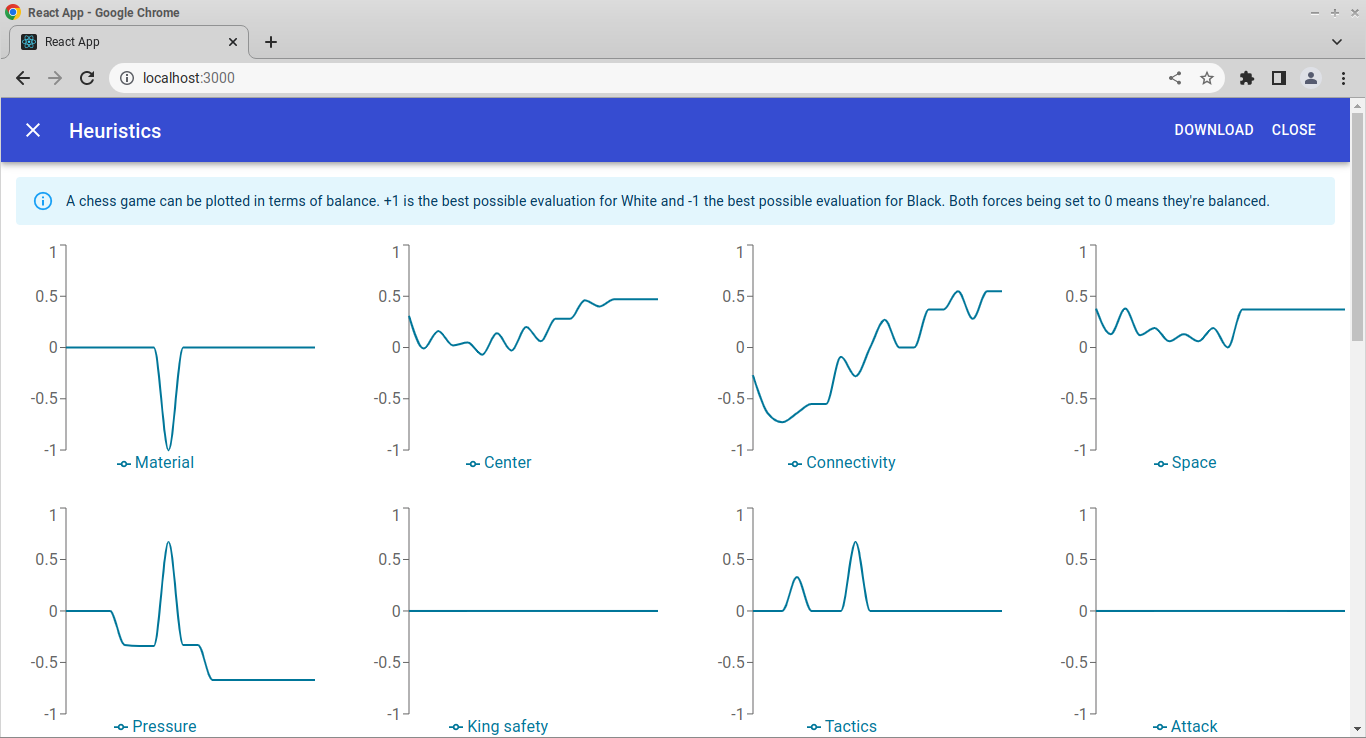 React App - Google Chrome
React App
localhost:3000
Heuristics
DOWNLOAD CLOSE
A chess game can be plotted in terms of balance. +1 is the best possible evaluation for White and -1 the best possible evaluation for Black. Both forces being set to 0 means they're balanced.
1 1 1 1
0.5 0.5 0.5 0.5
0 0 0 0
-0.5 -0.5 -0.5 -0.5
-1 -1 -1 -1
Material Center Connectivity Space
1 1 1 1
0.5 0.5 0.5 0.5
0 0 0 0
-0.5 -0.5 -0.5 -0.5
-1 -1 -1 -1
Pressure King safety Tactics Attack